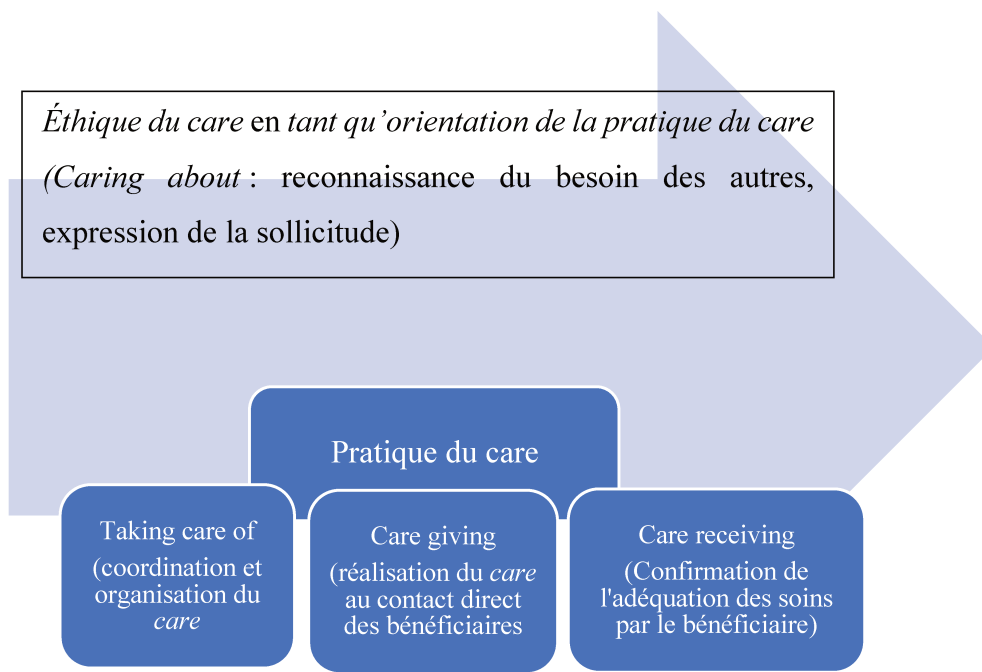 Éthique du care en tant qu'orientation de la pratique du care
(Caring about : reconnaissance du besoin des autres,
expression de la sollicitude)
Pratique du care
Taking care of
(coordination et
organisation du
care
Care giving
(réalisation du care
au contact direct
des bénéficiaires
Care receiving
(Confirmation de
l'adéquation des soins
par le bénéficiaire)